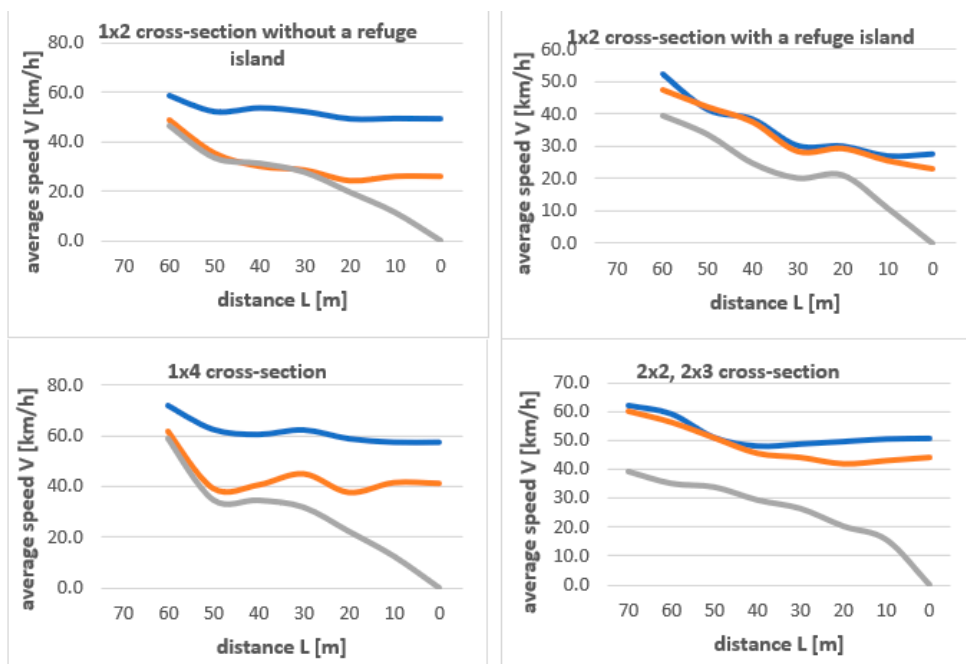 1x2 cross-section without a refuge
island
80.0
60.0
40.0
20.0
0.0
average speed V [km/h]
70 60 50 40 30 20 10 0
distance L [m]
1x2 cross-section with a refuge island
60.0
50.0
40.0
30.0
20.0
10.0
0.0
average speed V [km/h]
70 60 50 40 30 20 10 0
distance L [m]
1x4 cross-section
80.0
60.0
40.0
20.0
0.0
average speed V [km/h]
70 60 50 40 30 20 10 0
distance L [m]
2x2, 2x3 cross-section
70.0
60.0
50.0
40.0
30.0
20.0
10.0
0.0
average speed V [km/h]
70 60 50 40 30 20 10 0
distance L [m]